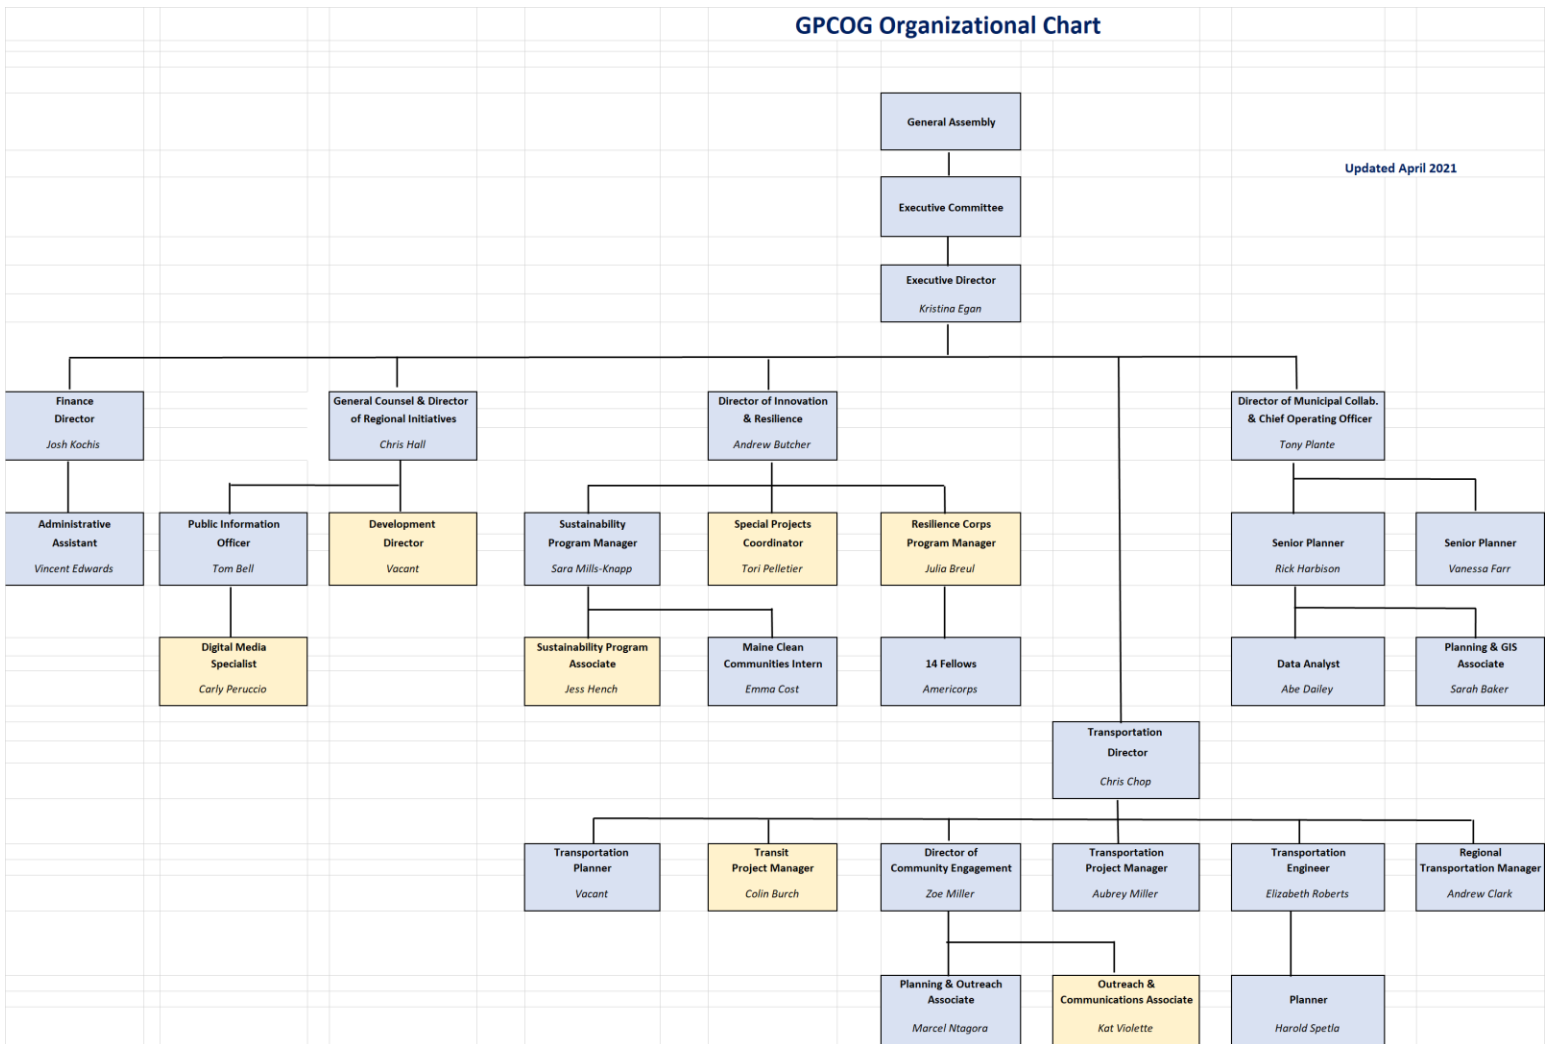 GPCOG Organizational Chart
General Assembly
Updated April 2021
Executive Committee
Executive Director
Kristina Egan
Finance
Director
Josh Kochis
General Counsel & Director
of Regional Initiatives
Chris Hall
Director of Innovation
& Resilience
Andrew Butcher
Director of Municipal Collab.
& Chief Operating Officer
Tony Plante
Administrative
Assistant
Vincent Edwards
Public Information
Officer
Tom Bell
Development
Director
Vacant
Sustainability
Program Manager
Sara Mills-Knapp
Special Projects
Coordinator
Tori Pelletier
Resilience Corps
Program Manager
Julia Breul
Senior Planner
Rick Harbison
Senior Planner
Vanessa Farr
Digital Media
Specialist
Carly Peruccio
Sustainability Program
Associate
Jess Hench
Maine Clean
Communities Intern
Emma Cost
14 Fellows
Americorps
Data Analyst
Abe Dailey
Planning & GIS
Associate
Sarah Baker
Transportation
Director
Chris Chop
Transportation
Planner
Vacant
Transit
Project Manager
Colin Burch
Director of
Community Engagement
Zoe Miller
Transportation
Project Manager
Aubrey Miller
Transportation
Engineer
Elizabeth Roberts
Regional
Transportation Manager
Andrew Clark
Planning & Outreach
Associate
Marcel Ntagora
Outreach &
Communications Associate
Kat Violette
Planner
Harold Spetla